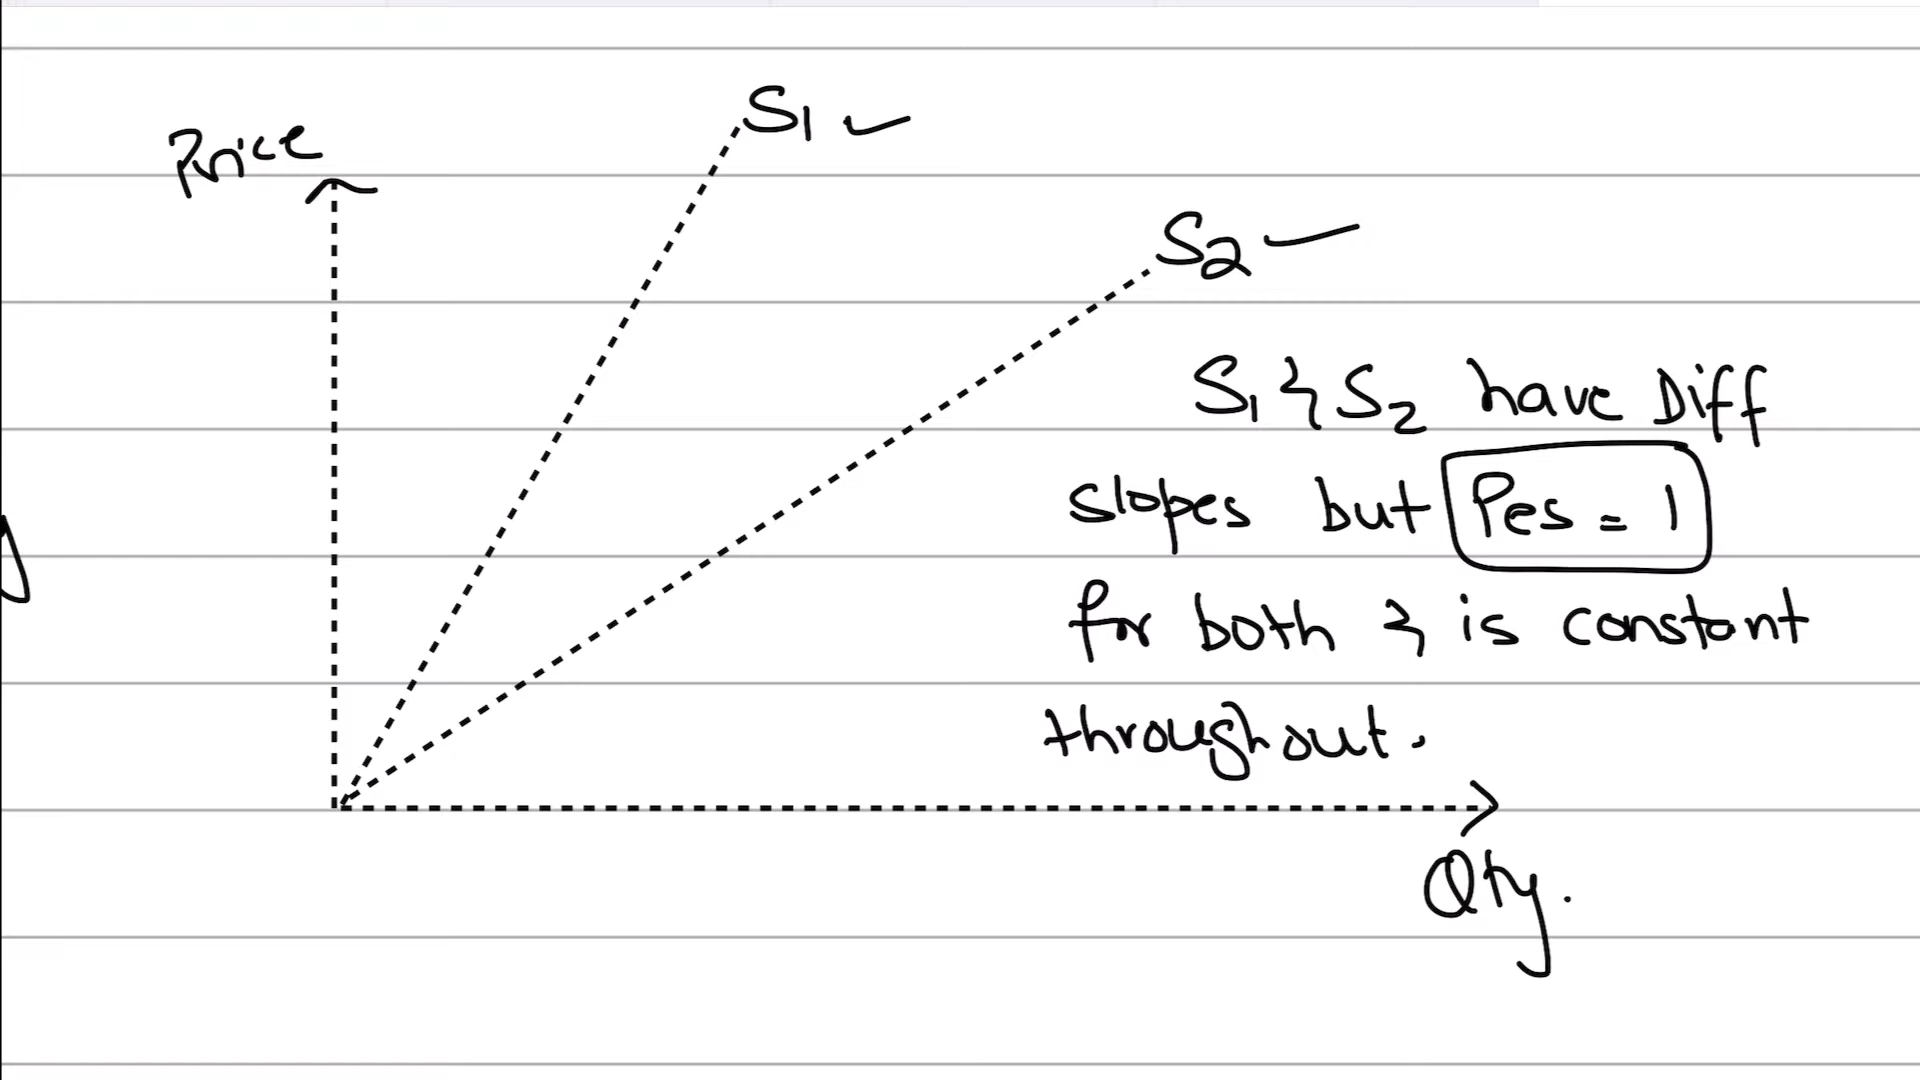 Price
S1
S2
S1 & S2 have Diff
slopes but Pes = 1
for both & is constant
throughout.
Qty.